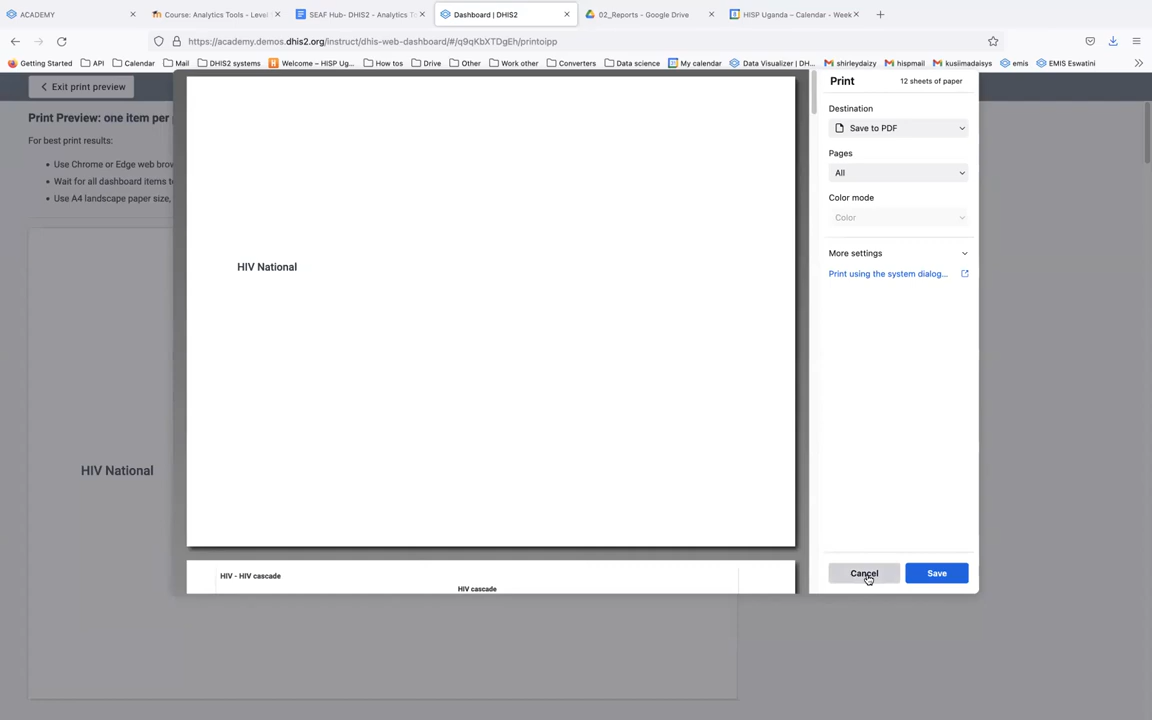 ACADEMY
Course: Analytics Tools - Level
SEAF Hub- DHIS2 - Analytics To
Dashboard | DHIS2
02_Reports - Google Drive
HISP Uganda – Calendar - Week
https://academy.demos.dhis2.org/instruct/dhis-web-dashboard/#/q9qKbXTDgEh/printoipp
Getting Started
API
Calendar
Mail
DHIS2 systems
Welcome – HISP Ug...
How tos
Drive
Other
Work other
Converters
Data science
My calendar
Data Visualizer | DH...
shirleydaizy
hispmail
kusiimadaisys
emis
EMIS Eswatini
Exit print preview
Print Preview: one item per
For best print results:
Use Chrome or Edge web brow
Wait for all dashboard items to
Use A4 landscape paper size,
HIV National
HIV National
HIV - HIV cascade
HIV cascade
Print
12 sheets of paper
Destination
Save to PDF
Pages
All
Color mode
Color
More settings
Print using the system dialog...
Cancel
Save